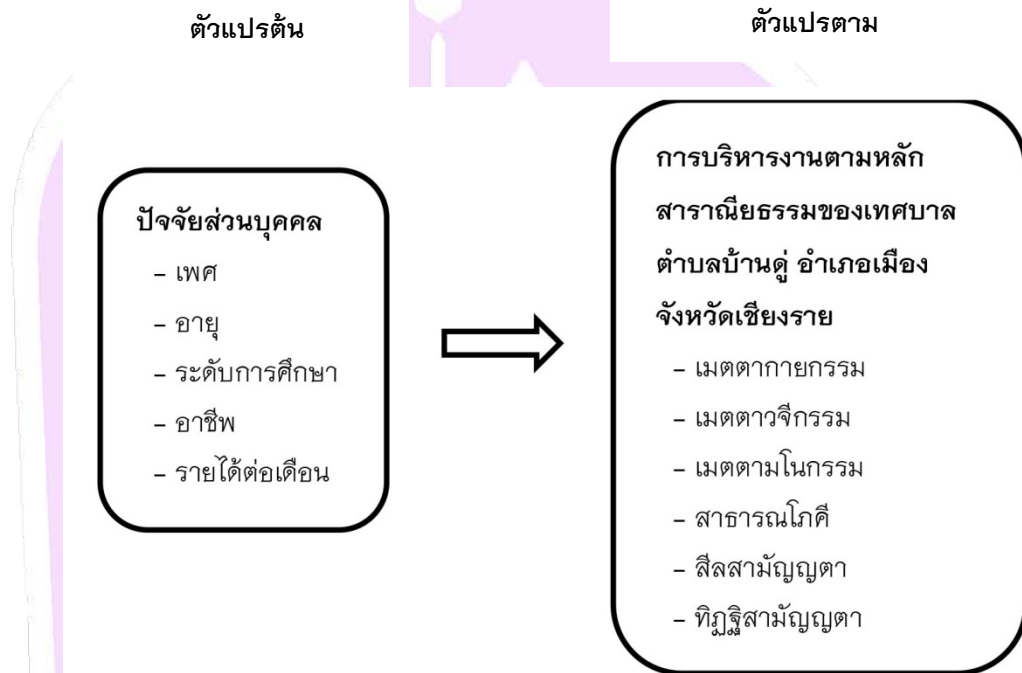 ตัวแปรต้น
ตัวแปรตาม
ปัจจัยส่วนบุคคล
– เพศ
– อายุ
– ระดับการศึกษา
– อาชีพ
– รายได้ต่อเดือน
การบริหารงานตามหลัก
สาราณียธรรมของเทศบาล
ตำบลบ้านดู่ อำเภอเมือง
จังหวัดเชียงราย
– เมตตากายกรรม
– เมตตาวจีกรรม
– เมตตามโนกรรม
– สาธารณโภคี
– สีลสามัญญตา
– ทิฏฐิสามัญญตา